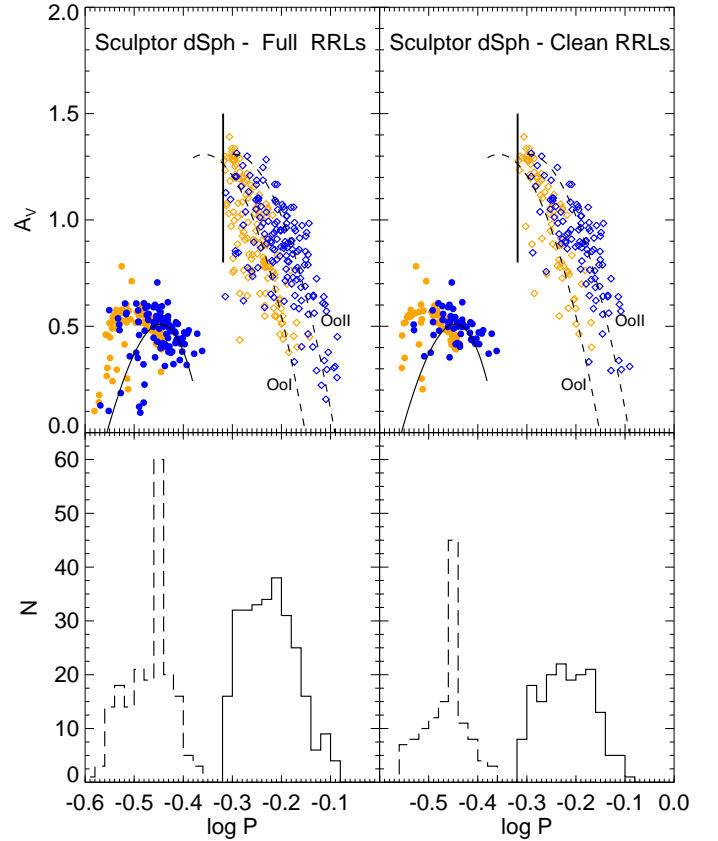 2.0
Sculptor dSph - Full RRLs
Sculptor dSph - Clean RRLs
1.5
1.0
A_V
0.5
OoII
OoII
OoI
OoI
0.0
60
50
40
N
30
20
10
0
-0.6 -0.5 -0.4 -0.3 -0.2 -0.1
-0.5 -0.4 -0.3 -0.2 -0.1 0.0
log P
log P